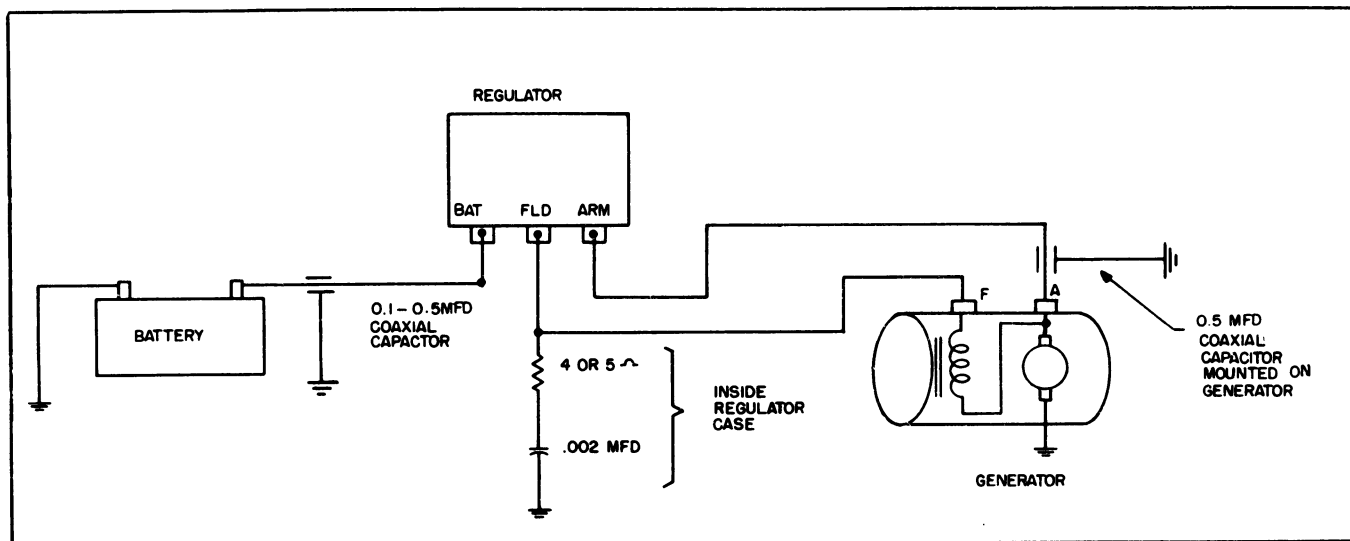 REGULATOR
BAT FLD ARM
BATTERY
0.1-0.5MFD
COAXIAL
CAPACTOR
4 OR 5 Ω
.002 MFD
INSIDE
REGULATOR
CASE
F
A
GENERATOR
0.5 MFD
COAXIAL
CAPACITOR
MOUNTED ON
GENERATOR